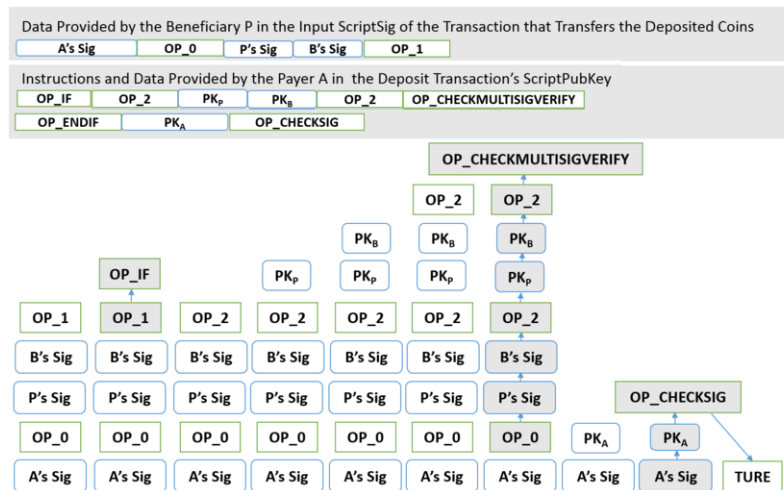 Data Provided by the Beneficiary P in the Input ScriptSig of the Transaction that Transfers the Deposited Coins
A's Sig OP_0 P's Sig B's Sig OP_1
Instructions and Data Provided by the Payer A in the Deposit Transaction's ScriptPubKey
OP_IF OP_2 PKP PKB OP_2 OP_CHECKMULTISIGVERIFY
OP_ENDIF PKA OP_CHECKSIG
OP_CHECKMULTISIGVERIFY
OP_2 OP_2
PKB PKB PKB
OP_IF PKP PKP PKP PKP
OP_1 OP_1 OP_2 OP_2 OP_2 OP_2 OP_2
B's Sig B's Sig B's Sig B's Sig B's Sig B's Sig B's Sig
P's Sig P's Sig P's Sig P's Sig P's Sig P's Sig P's Sig OP_CHECKSIG
OP_0 OP_0 OP_0 OP_0 OP_0 OP_0 OP_0 PKA PKA
A's Sig A's Sig A's Sig A's Sig A's Sig A's Sig A's Sig A's Sig A's Sig TURE